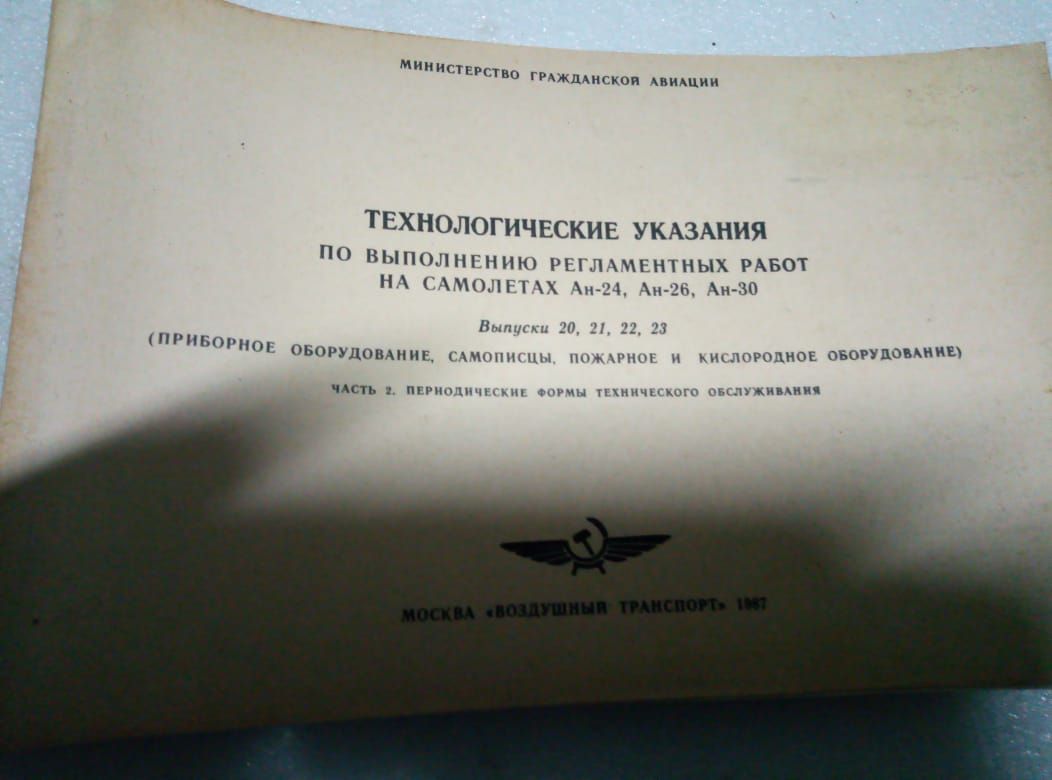 МИНИСТЕРСТВО ГРАЖДАНСКОЙ АВИАЦИИ
ТЕХНОЛОГИЧЕСКИЕ УКАЗАНИЯ
ПО ВЫПОЛНЕНИЮ РЕГЛАМЕНТНЫХ РАБОТ
НА САМОЛЕТАХ Ан-24, Ан-26, Ан-30
Выпуски 20, 21, 22, 23
(ПРИБОРНОЕ ОБОРУДОВАНИЕ, САМОПИСЦЫ, ПОЖАРНОЕ И КИСЛОРОДНОЕ ОБОРУДОВАНИЕ)
ЧАСТЬ 2. ПЕРИОДИЧЕСКИЕ ФОРМЫ ТЕХНИЧЕСКОГО ОБСЛУЖИВАНИЯ
МОСКВА «ВОЗДУШНЫЙ ТРАНСПОРТ» 1987